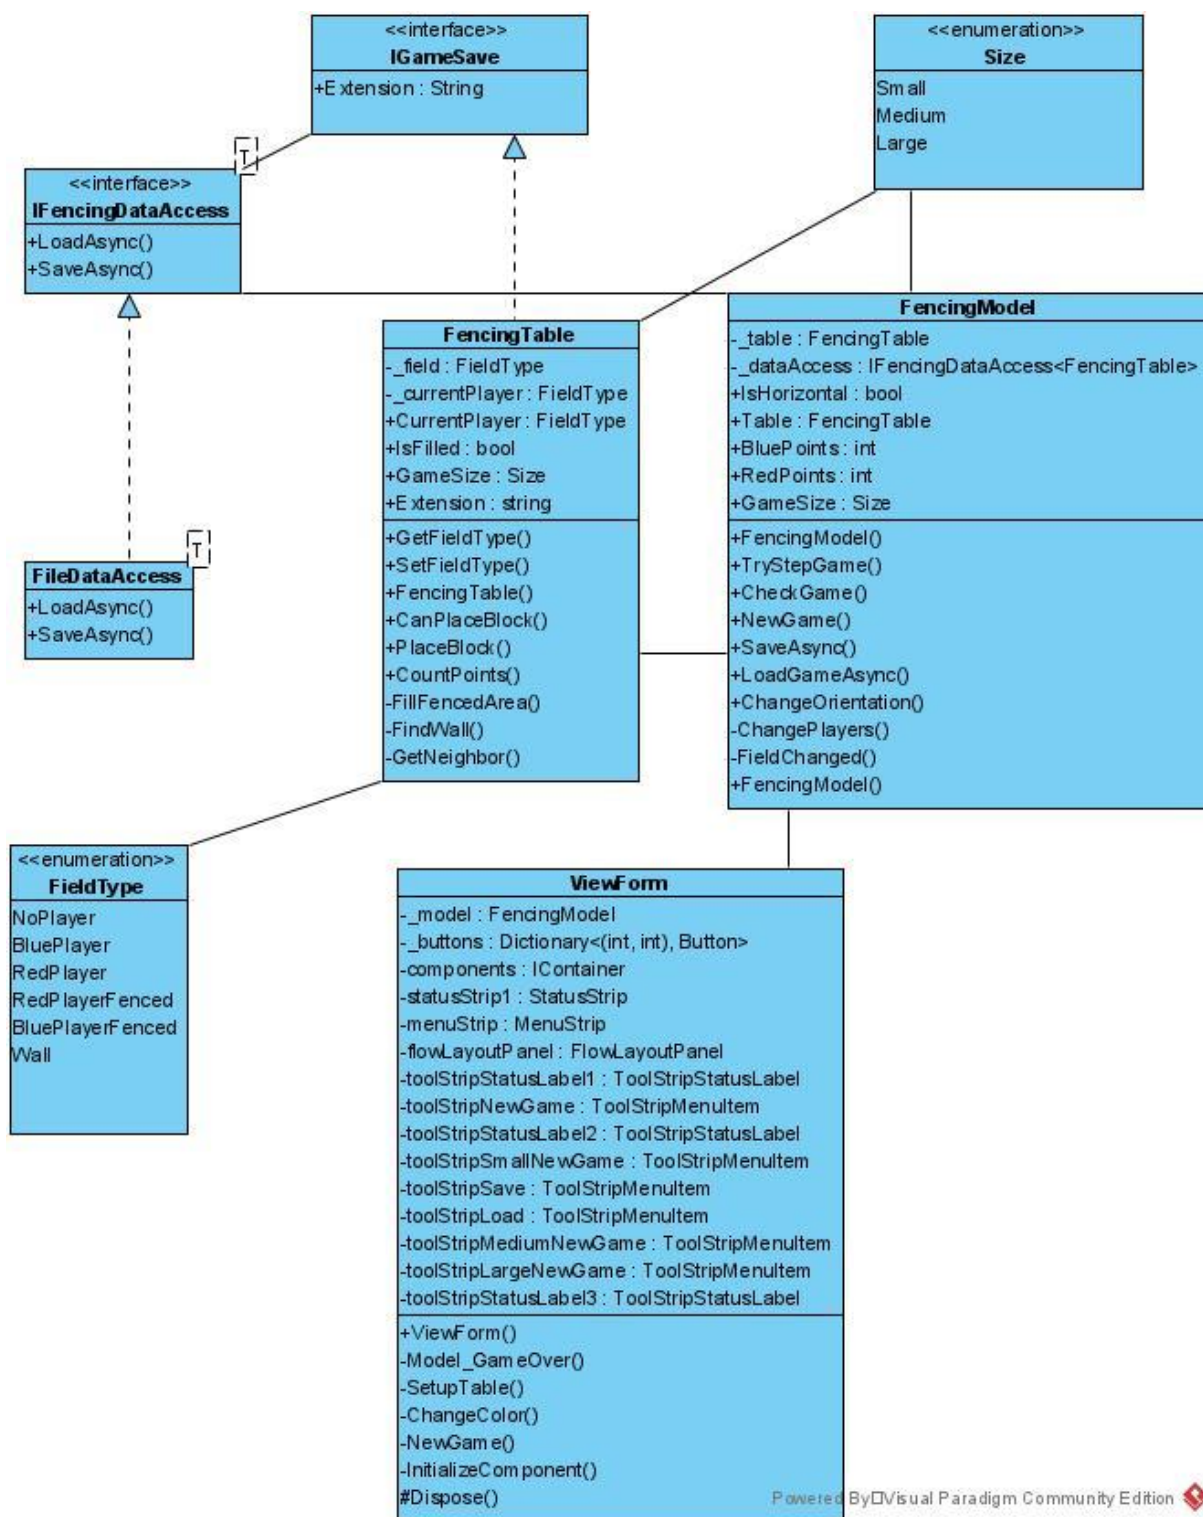 <<interface>>
IGameSave
+Extension : String
<<enumeration>>
Size
Small
Medium
Large
T
<<interface>>
IFencingDataAccess
+LoadAsync()
+SaveAsync()
FencingTable
-_field : FieldType
-_currentPlayer : FieldType
+CurrentPlayer : FieldType
+IsFilled : bool
+GameSize : Size
+Extension : string
+GetFieldType()
+SetFieldType()
+FencingTable()
+CanPlaceBlock()
+PlaceBlock()
+CountPoints()
-FillFencedArea()
-FindWall()
-GetNeighbor()
FencingModel
-_table : FencingTable
-_dataAccess : IFencingDataAccess<FencingTable>
+IsHorizontal : bool
+Table : FencingTable
+BluePoints : int
+RedPoints : int
+GameSize : Size
+FencingModel()
+TryStepGame()
+CheckGame()
+NewGame()
+SaveAsync()
+LoadGameAsync()
+ChangeOrientation()
-ChangePlayers()
-FieldChanged()
+FencingModel()
T
FileDataAccess
+LoadAsync()
+SaveAsync()
<<enumeration>>
FieldType
NoPlayer
BluePlayer
RedPlayer
RedPlayerFenced
BluePlayerFenced
Wall
ViewForm
-_model : FencingModel
-_buttons : Dictionary<(int, int), Button>
-components : IContainer
-statusStrip1 : StatusStrip
-menuStrip : MenuStrip
-flowLayoutPanel : FlowLayoutPanel
-toolStripStatusLabel1 : ToolStripStatusLabel
-toolStripNewGame : ToolStripMenuItem
-toolStripStatusLabel2 : ToolStripStatusLabel
-toolStripSmallNewGame : ToolStripMenuItem
-toolStripSave : ToolStripMenuItem
-toolStripLoad : ToolStripMenuItem
-toolStripMediumNewGame : ToolStripMenuItem
-toolStripLargeNewGame : ToolStripMenuItem
-toolStripStatusLabel3 : ToolStripStatusLabel
+ViewForm()
-Model_GameOver()
-SetupTable()
-ChangeColor()
-NewGame()
-InitializeComponent()
#Dispose()
Powered By□Visual Paradigm Community Edition